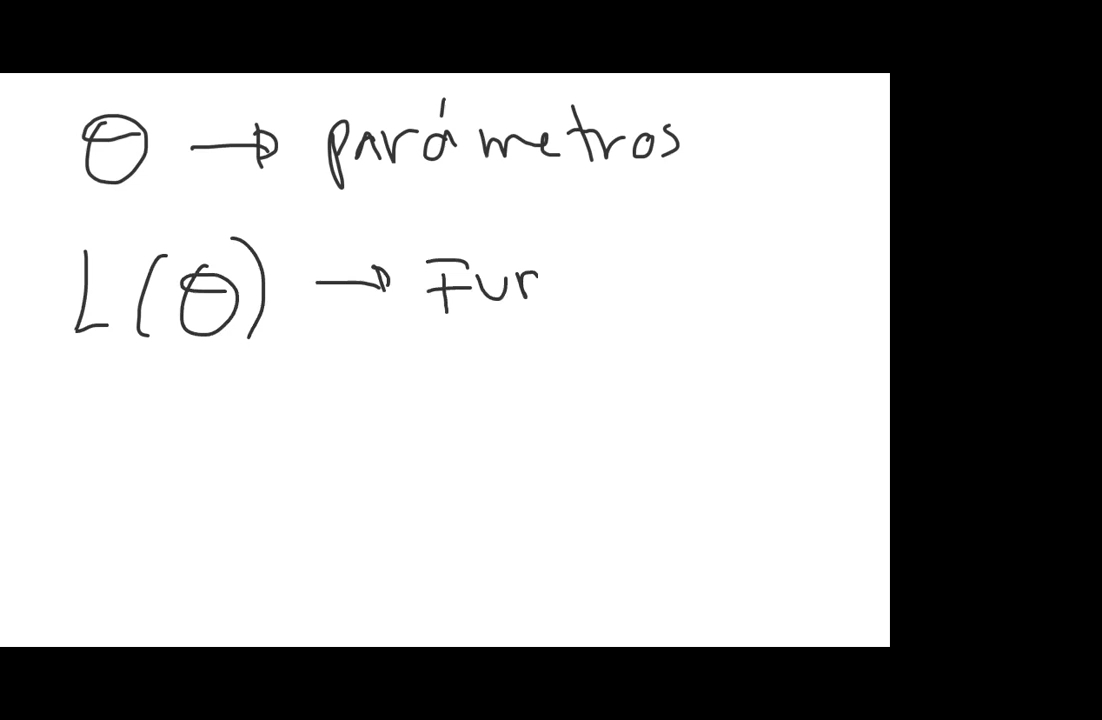 θ → parámetros
L(θ) → Fur